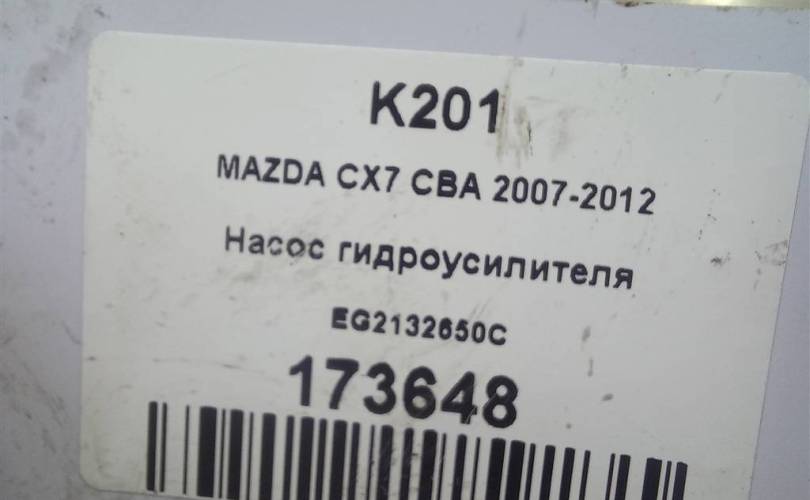 K201
MAZDA CX7 CBA 2007-2012
Насос гидроусилителя
EG2132650C
173648